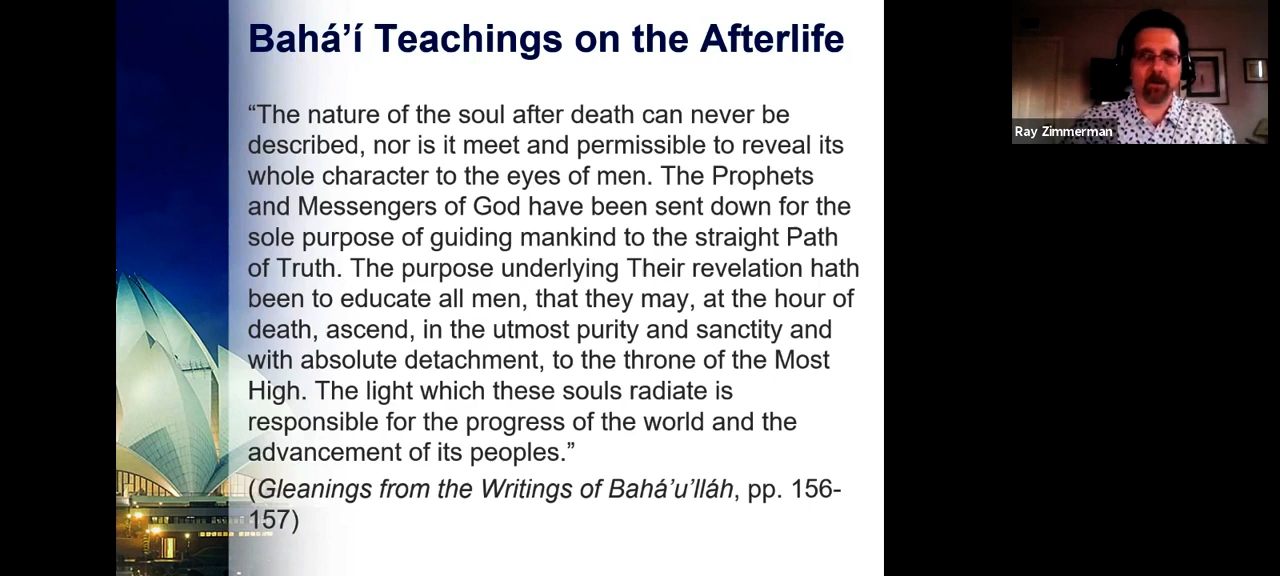 Bahá’í Teachings on the Afterlife
“The nature of the soul after death can never be
described, nor is it meet and permissible to reveal its
whole character to the eyes of men. The Prophets
and Messengers of God have been sent down for the
sole purpose of guiding mankind to the straight Path
of Truth. The purpose underlying Their revelation hath
been to educate all men, that they may, at the hour of
death, ascend, in the utmost purity and sanctity and
with absolute detachment, to the throne of the Most
High. The light which these souls radiate is
responsible for the progress of the world and the
advancement of its peoples.”
(Gleanings from the Writings of Bahá’u’lláh, pp. 156-
157)
Ray Zimmerman